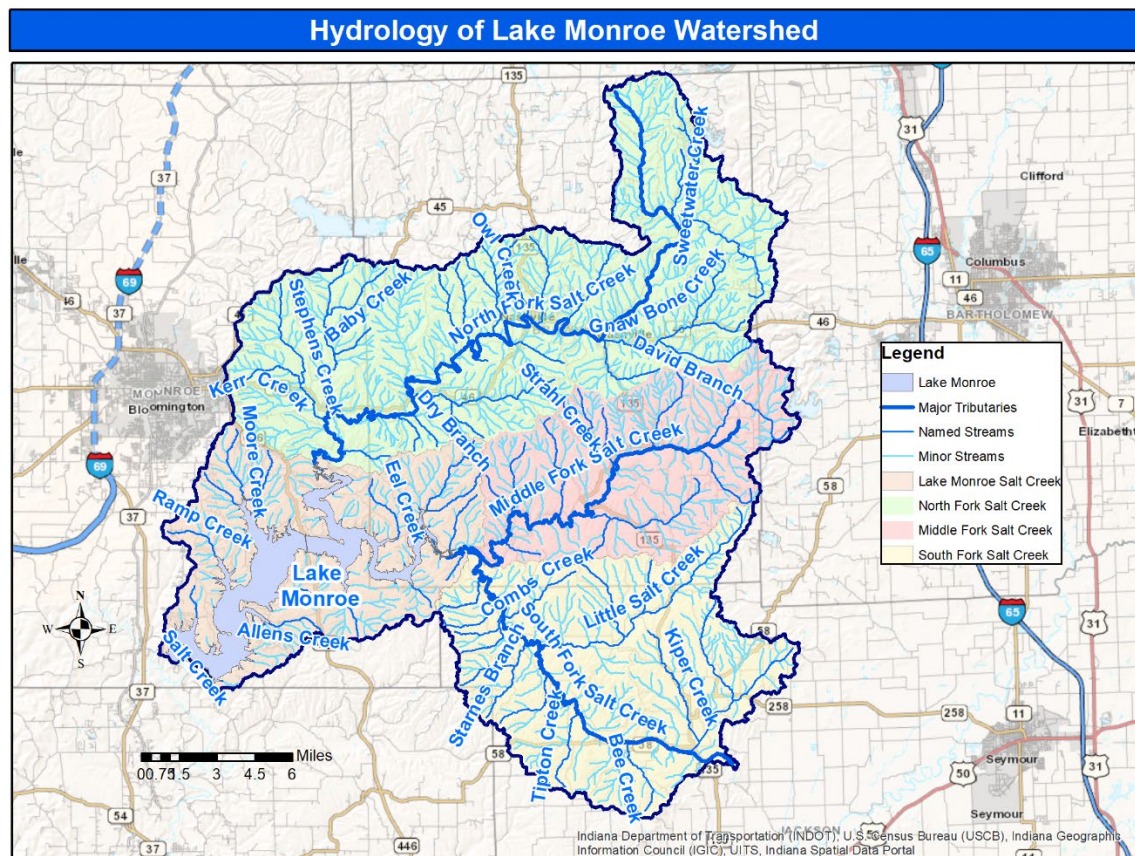 Hydrology of Lake Monroe Watershed
135
31
37
Clifford
45
Sweetwater Creek
Owl Creek
135
65
Columbus
69
11
46
Stephens Creek
Baby Creek
North Fork Salt Creek
Gnaw Bone Creek
46
46
BARTHOLOMEW
David Branch
Legend
Lake Monroe
Major Tributaries
Named Streams
Minor Streams
Lake Monroe Salt Creek
North Fork Salt Creek
Middle Fork Salt Creek
South Fork Salt Creek
MONROE
Bloomington
Kerr Creek
Strahl Creek
46
Dry Branch
135
7
31
Elizabetht
Moore Creek
69
Middle Fork Salt Creek
Eel Creek
58
37
Ramp Creek
135
Lake
Monroe
Combs Creek
Little Salt Creek
65
31
N
W
E
S
Allens Creek
South Fork Salt Creek
58
Kiper Creek
Salt Creek
Starnes Branch
37
258
258
11
Miles
0 0.75 1.5 3 4.5 6
58
Tipton Creek
Bee Creek
135
31
50
Seymour
54
446
Seymour
JACKSON
Indiana Department of Transportation (INDOT), U.S. Census Bureau (USCB), Indiana Geographic
Information Council (IGIC), UITS, Indiana Spatial Data Portal